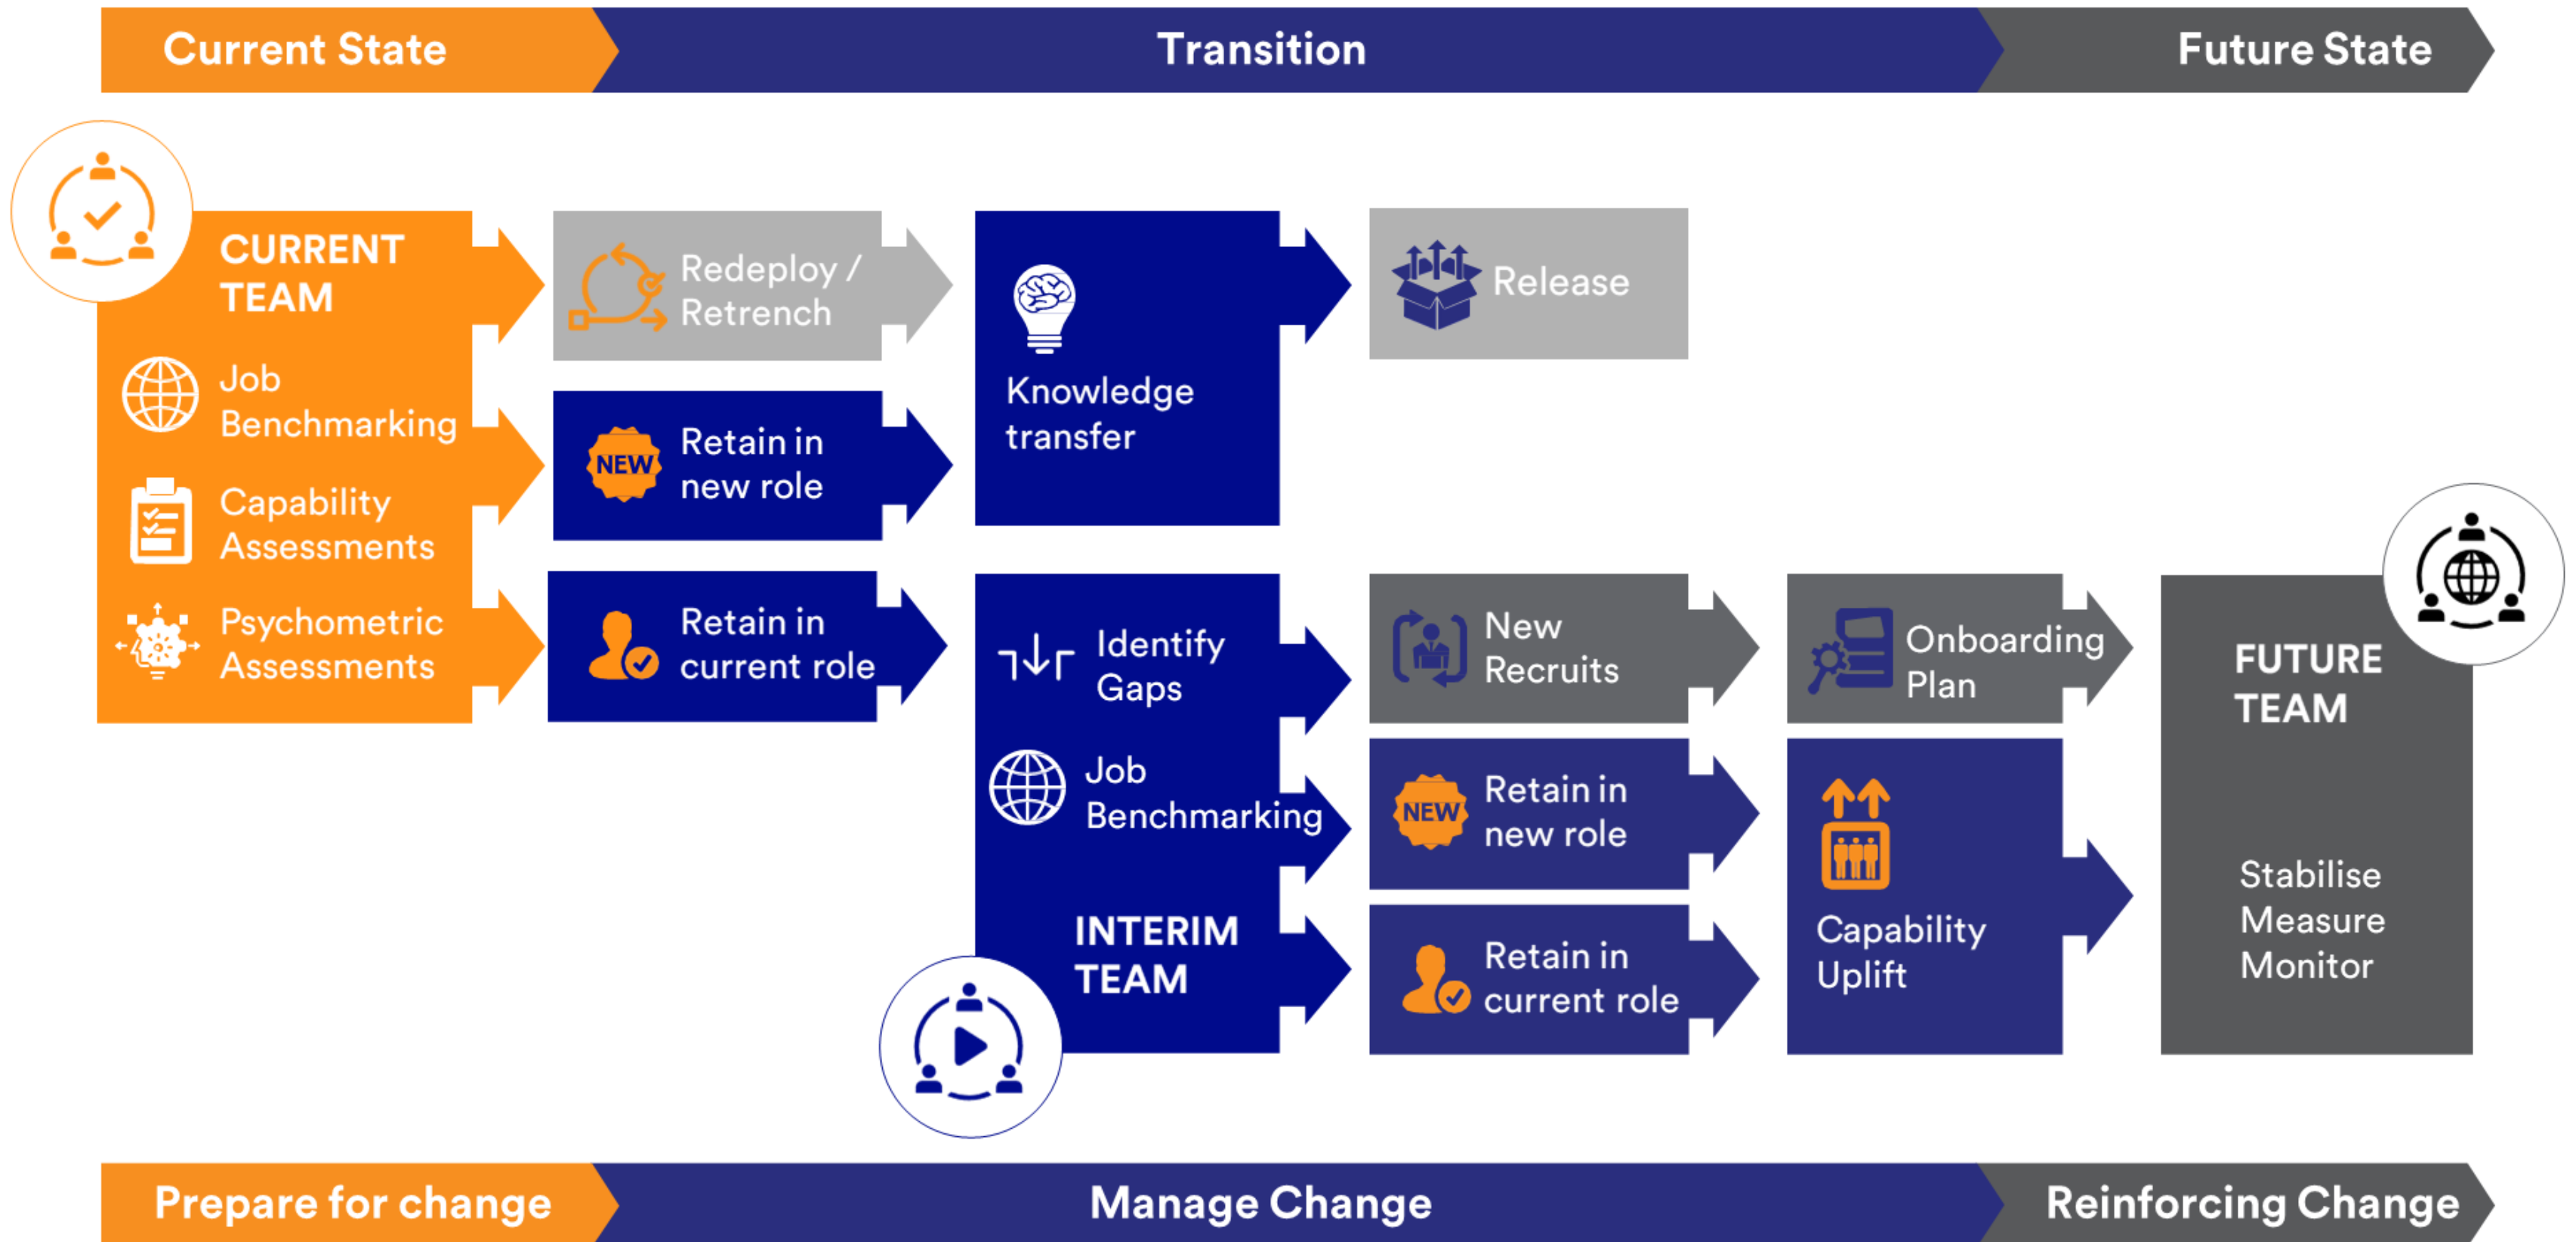 Current State
Transition
Future State
CURRENT
TEAM
Job
Benchmarking
Capability
Assessments
Psychometric
Assessments
Redeploy /
Retrench
NEW
Retain in
new role
Retain in
current role
Knowledge
transfer
Release
Identify
Gaps
Job
Benchmarking
INTERIM
TEAM
New
Recruits
NEW
Retain in
new role
Retain in
current role
Onboarding
Plan
Capability
Uplift
FUTURE
TEAM
Stabilise
Measure
Monitor
Prepare for change
Manage Change
Reinforcing Change